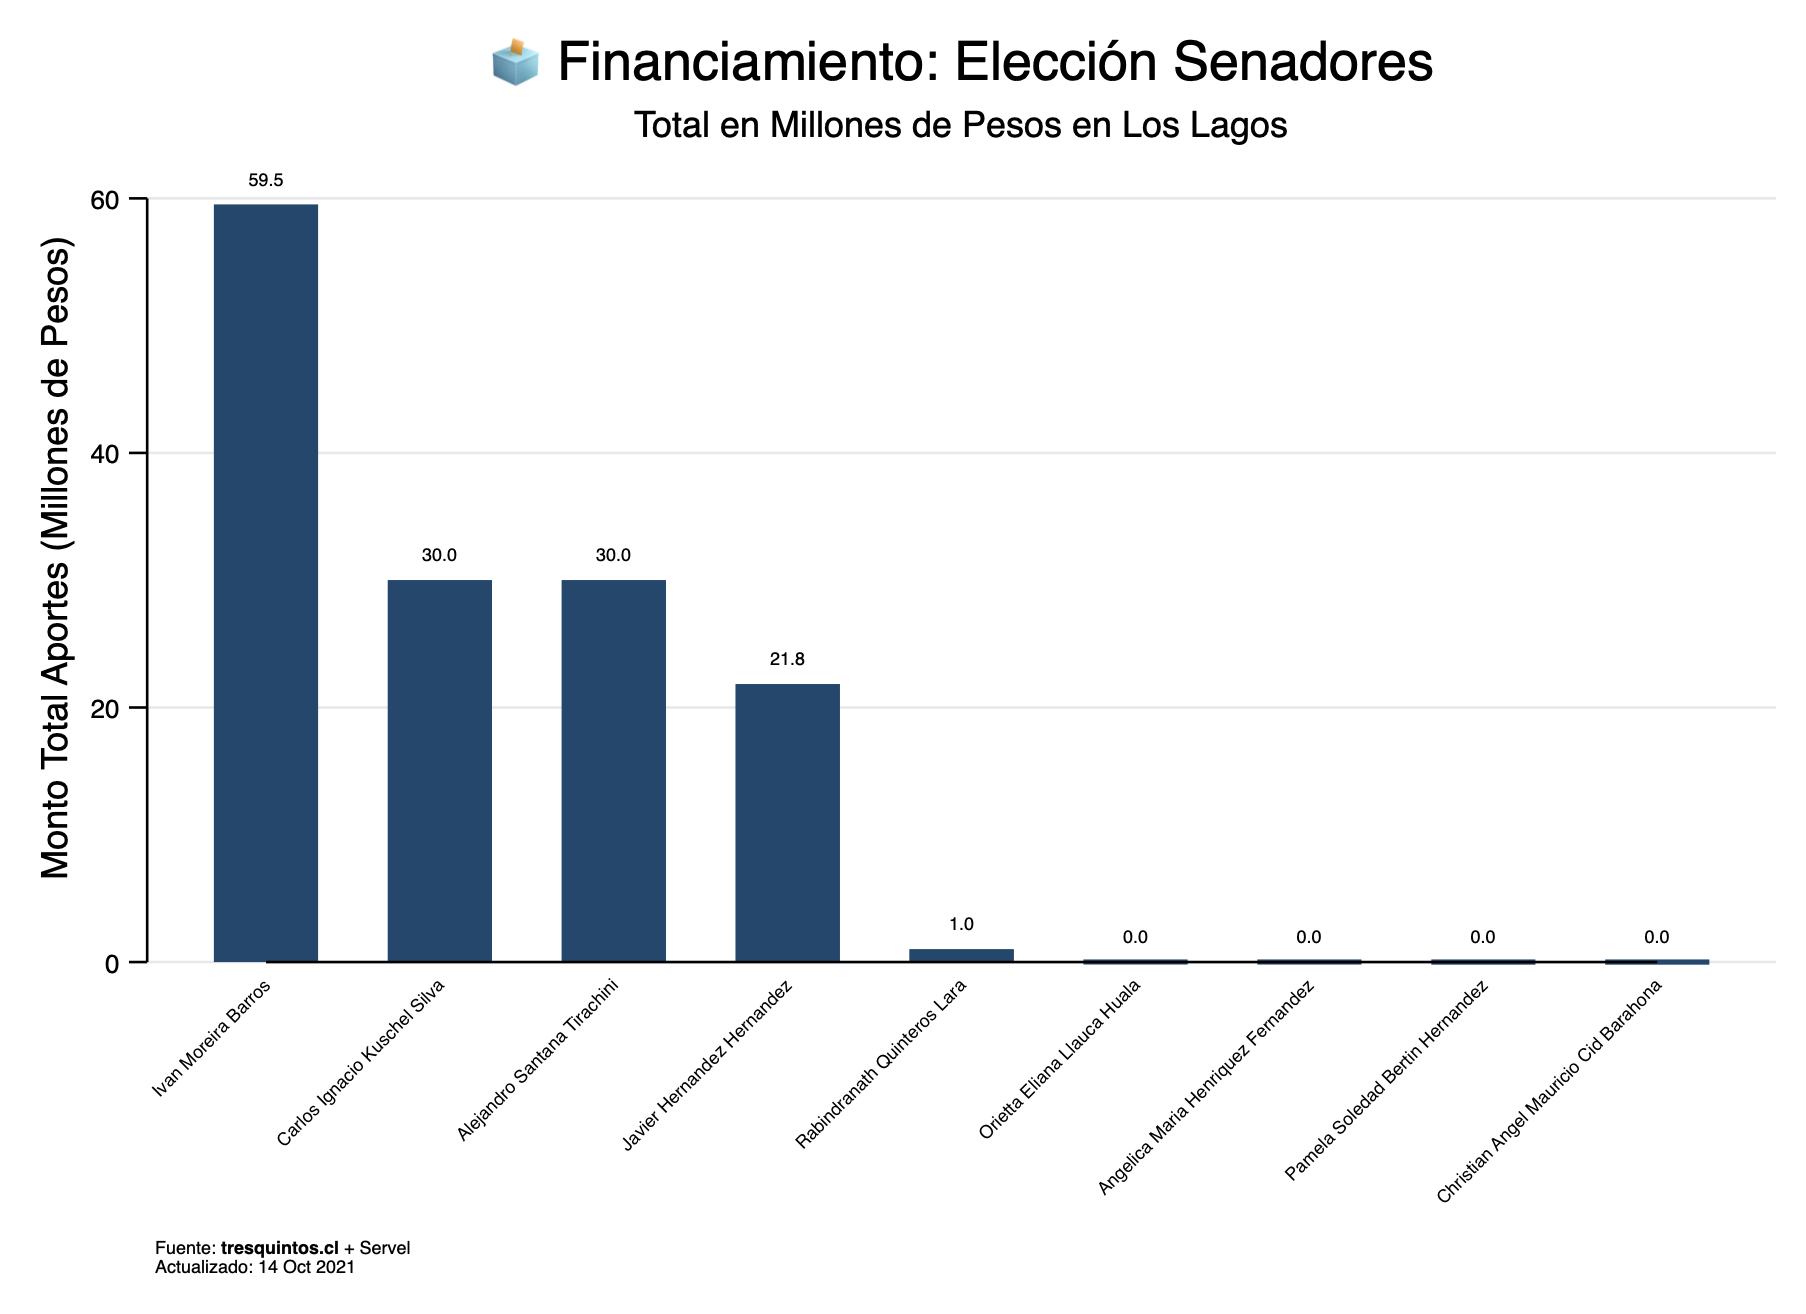 Financiamiento: Elección Senadores
Total en Millones de Pesos en Los Lagos
Monto Total Aportes (Millones de Pesos)
60
40
20
0
59.5
30.0
30.0
21.8
1.0
0.0
0.0
0.0
0.0
Ivan Moreira Barros
Carlos Ignacio Kuschel Silva
Alejandro Santana Tirachini
Javier Hernandez Hernandez
Rabindranath Quinteros Lara
Orietta Eliana Llauca Huala
Angelica Maria Henriquez Fernandez
Pamela Soledad Bertin Hernandez
Christian Angel Mauricio Cid Barahona
Fuente: tresquintos.cl + Servel
Actualizado: 14 Oct 2021